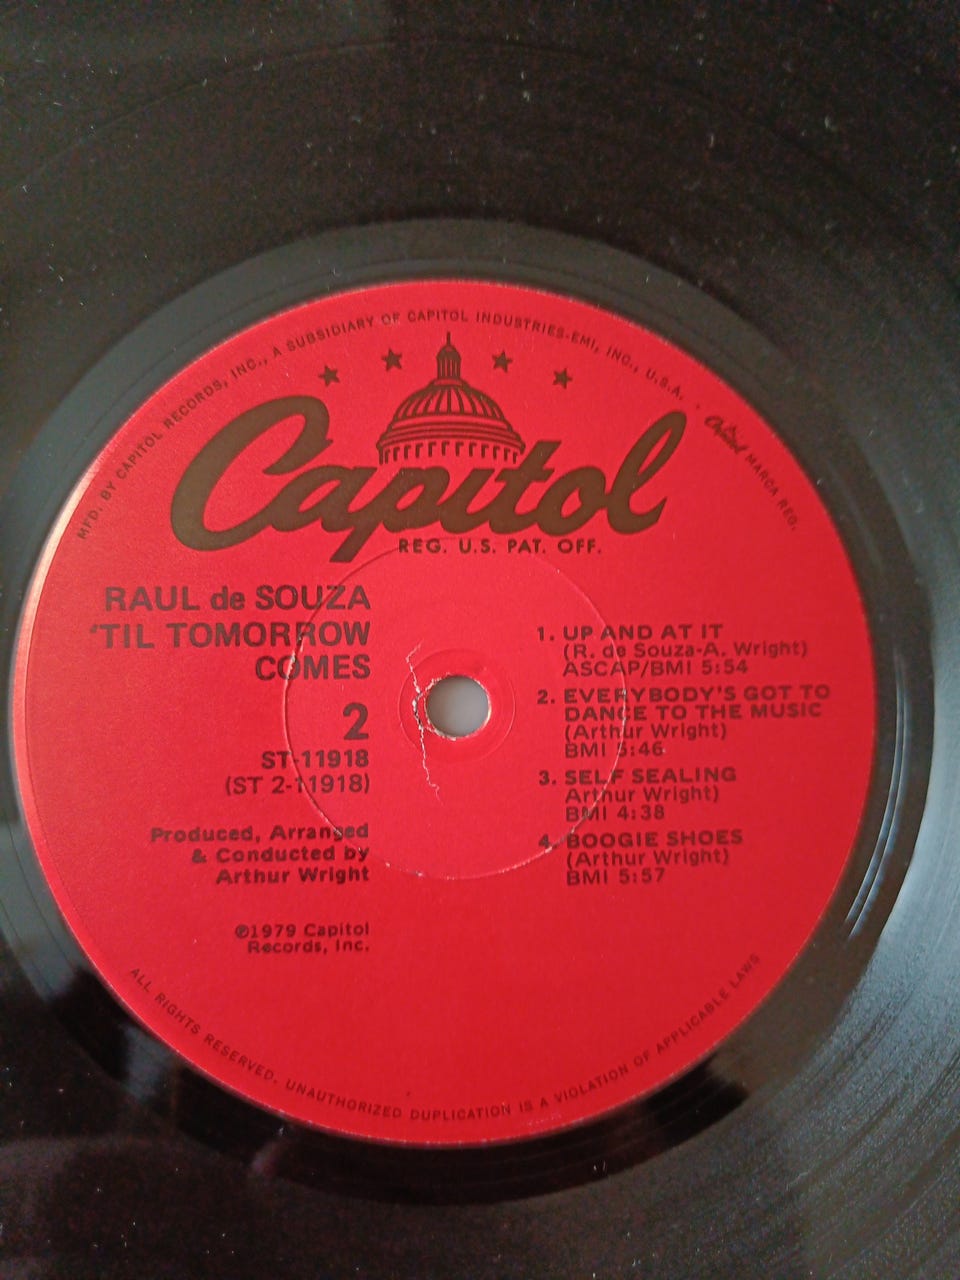 MFD. BY CAPITOL RECORDS, INC., A SUBSIDIARY OF CAPITOL INDUSTRIES-EMI, INC., U.S.A. · Capitol MARCA REG.
Capitol
REG. U.S. PAT. OFF.
RAUL de SOUZA
'TIL TOMORROW
COMES
2
ST-11918
(ST 2-11918)
Produced, Arranged
& Conducted by
Arthur Wright
℗1979 Capitol
Records, Inc.
1. UP AND AT IT
(R. de Souza-A. Wright)
ASCAP/BMI 5:54
2. EVERYBODY'S GOT TO
DANCE TO THE MUSIC
(Arthur Wright)
BMI 5:46
3. SELF SEALING
Arthur Wright)
BMI 4:38
4. BOOGIE SHOES
(Arthur Wright)
BMI 5:57
ALL RIGHTS RESERVED. UNAUTHORIZED DUPLICATION IS A VIOLATION OF APPLICABLE LAWS